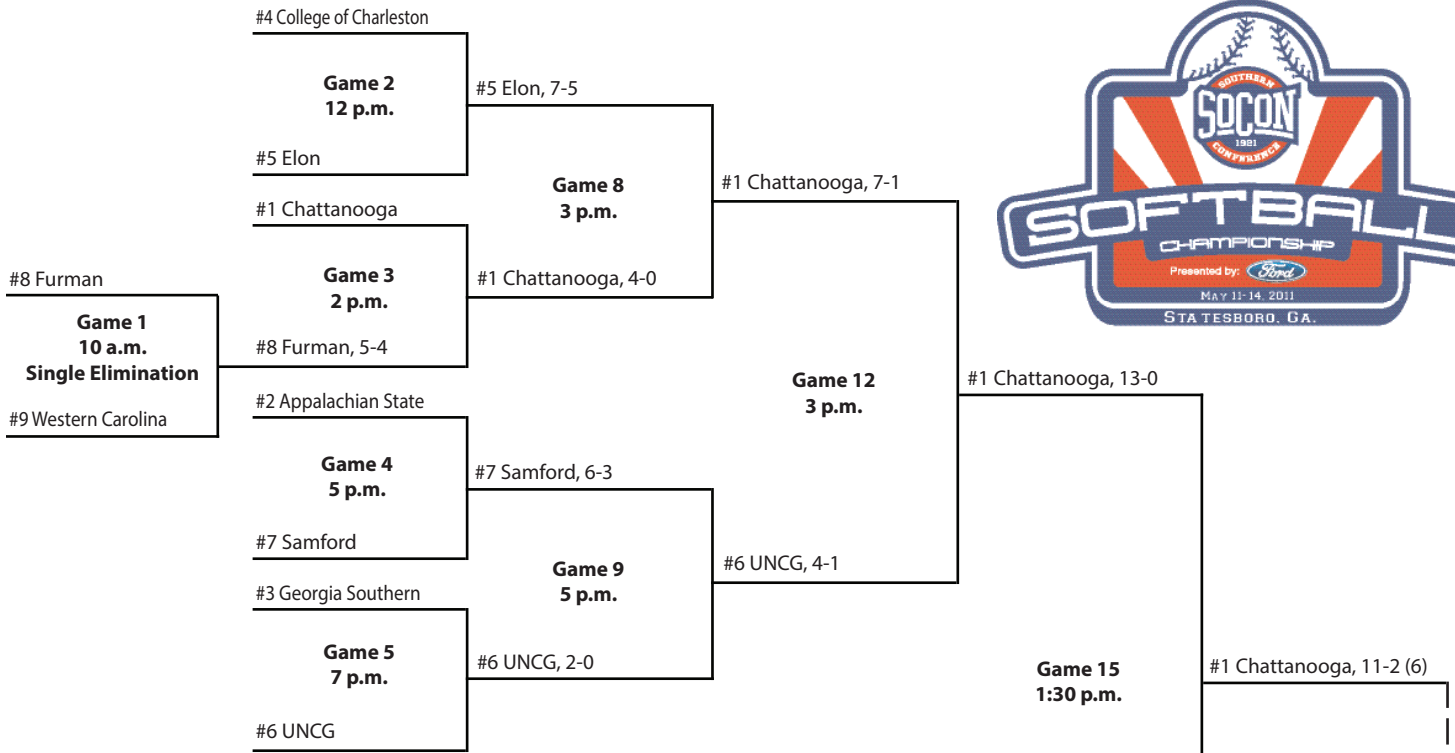 #4 College of Charleston
Game 2
12 p.m.
#5 Elon
#5 Elon, 7-5
#1 Chattanooga
Game 3
2 p.m.
#8 Furman, 5-4
#1 Chattanooga, 4-0
#8 Furman
Game 1
10 a.m.
Single Elimination
#9 Western Carolina
Game 8
3 p.m.
#1 Chattanooga, 7-1
#2 Appalachian State
Game 4
5 p.m.
#7 Samford
#7 Samford, 6-3
#3 Georgia Southern
Game 5
7 p.m.
#6 UNCG
#6 UNCG, 2-0
Game 9
5 p.m.
#6 UNCG, 4-1
Game 12
3 p.m.
#1 Chattanooga, 13-0
Game 15
1:30 p.m.
#1 Chattanooga, 11-2 (6)
SOUTHERN
SOCON
1921
CONFERENCE
SOFTBALL
CHAMPIONSHIP
Presented by: Ford
MAY 11-14, 2011
STATESBORO, GA.